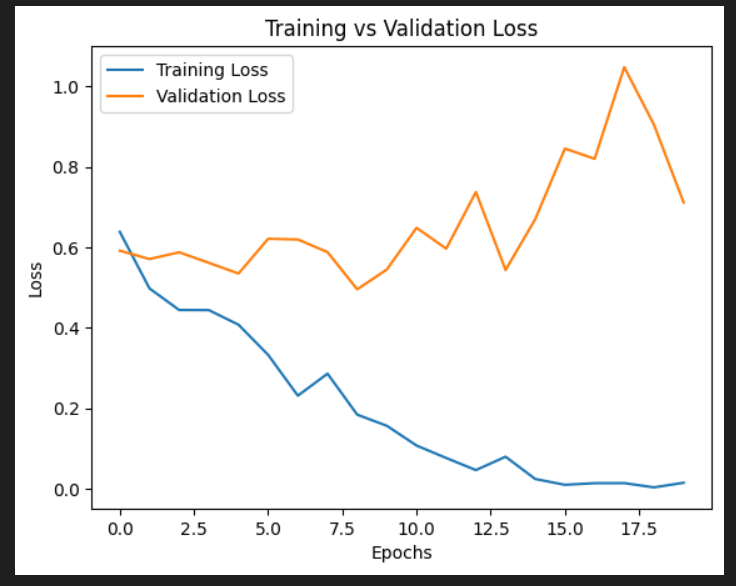 Training vs Validation Loss
Training Loss
Validation Loss
1.0
0.8
0.6
0.4
0.2
0.0
Loss
0.0 2.5 5.0 7.5 10.0 12.5 15.0 17.5
Epochs